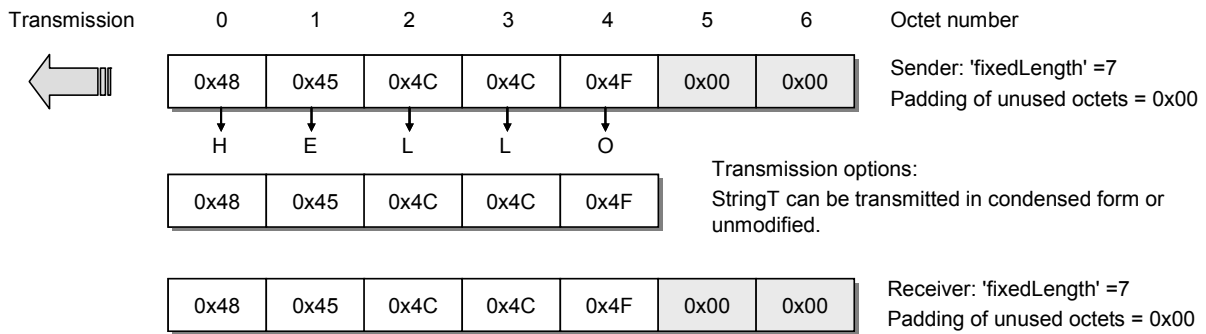 Transmission 0 1 2 3 4 5 6 Octet number
0x48 0x45 0x4C 0x4C 0x4F 0x00 0x00
Sender: 'fixedLength' =7
Padding of unused octets = 0x00
H E L L O
Transmission options:
StringT can be transmitted in condensed form or
unmodified.
0x48 0x45 0x4C 0x4C 0x4F
0x48 0x45 0x4C 0x4C 0x4F 0x00 0x00
Receiver: 'fixedLength' =7
Padding of unused octets = 0x00